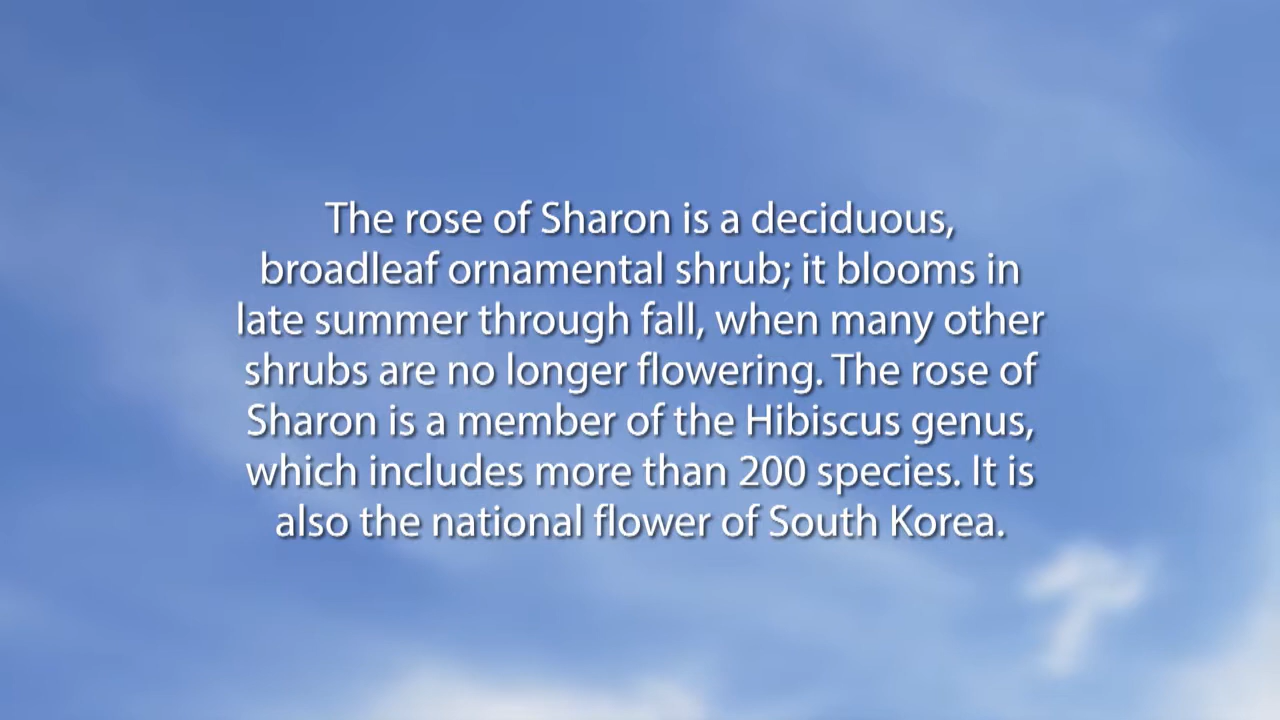 The rose of Sharon is a deciduous,
broadleaf ornamental shrub; it blooms in
late summer through fall, when many other
shrubs are no longer flowering. The rose of
Sharon is a member of the Hibiscus genus,
which includes more than 200 species. It is
also the national flower of South Korea.